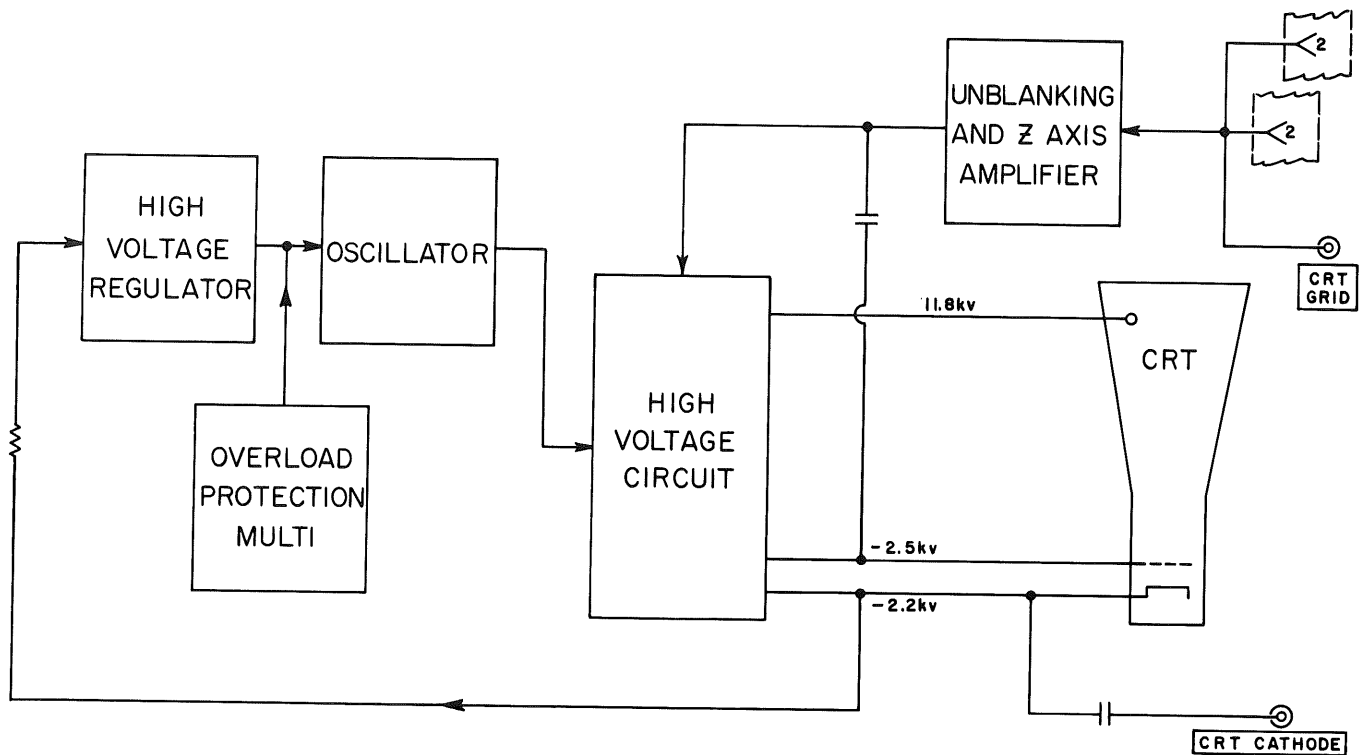 UNBLANKING
AND Z AXIS
AMPLIFIER
2
2
CRT
GRID
HIGH
VOLTAGE
REGULATOR
OSCILLATOR
OVERLOAD
PROTECTION
MULTI
HIGH
VOLTAGE
CIRCUIT
11.8kv
CRT
-2.5kv
-2.2kv
CRT CATHODE